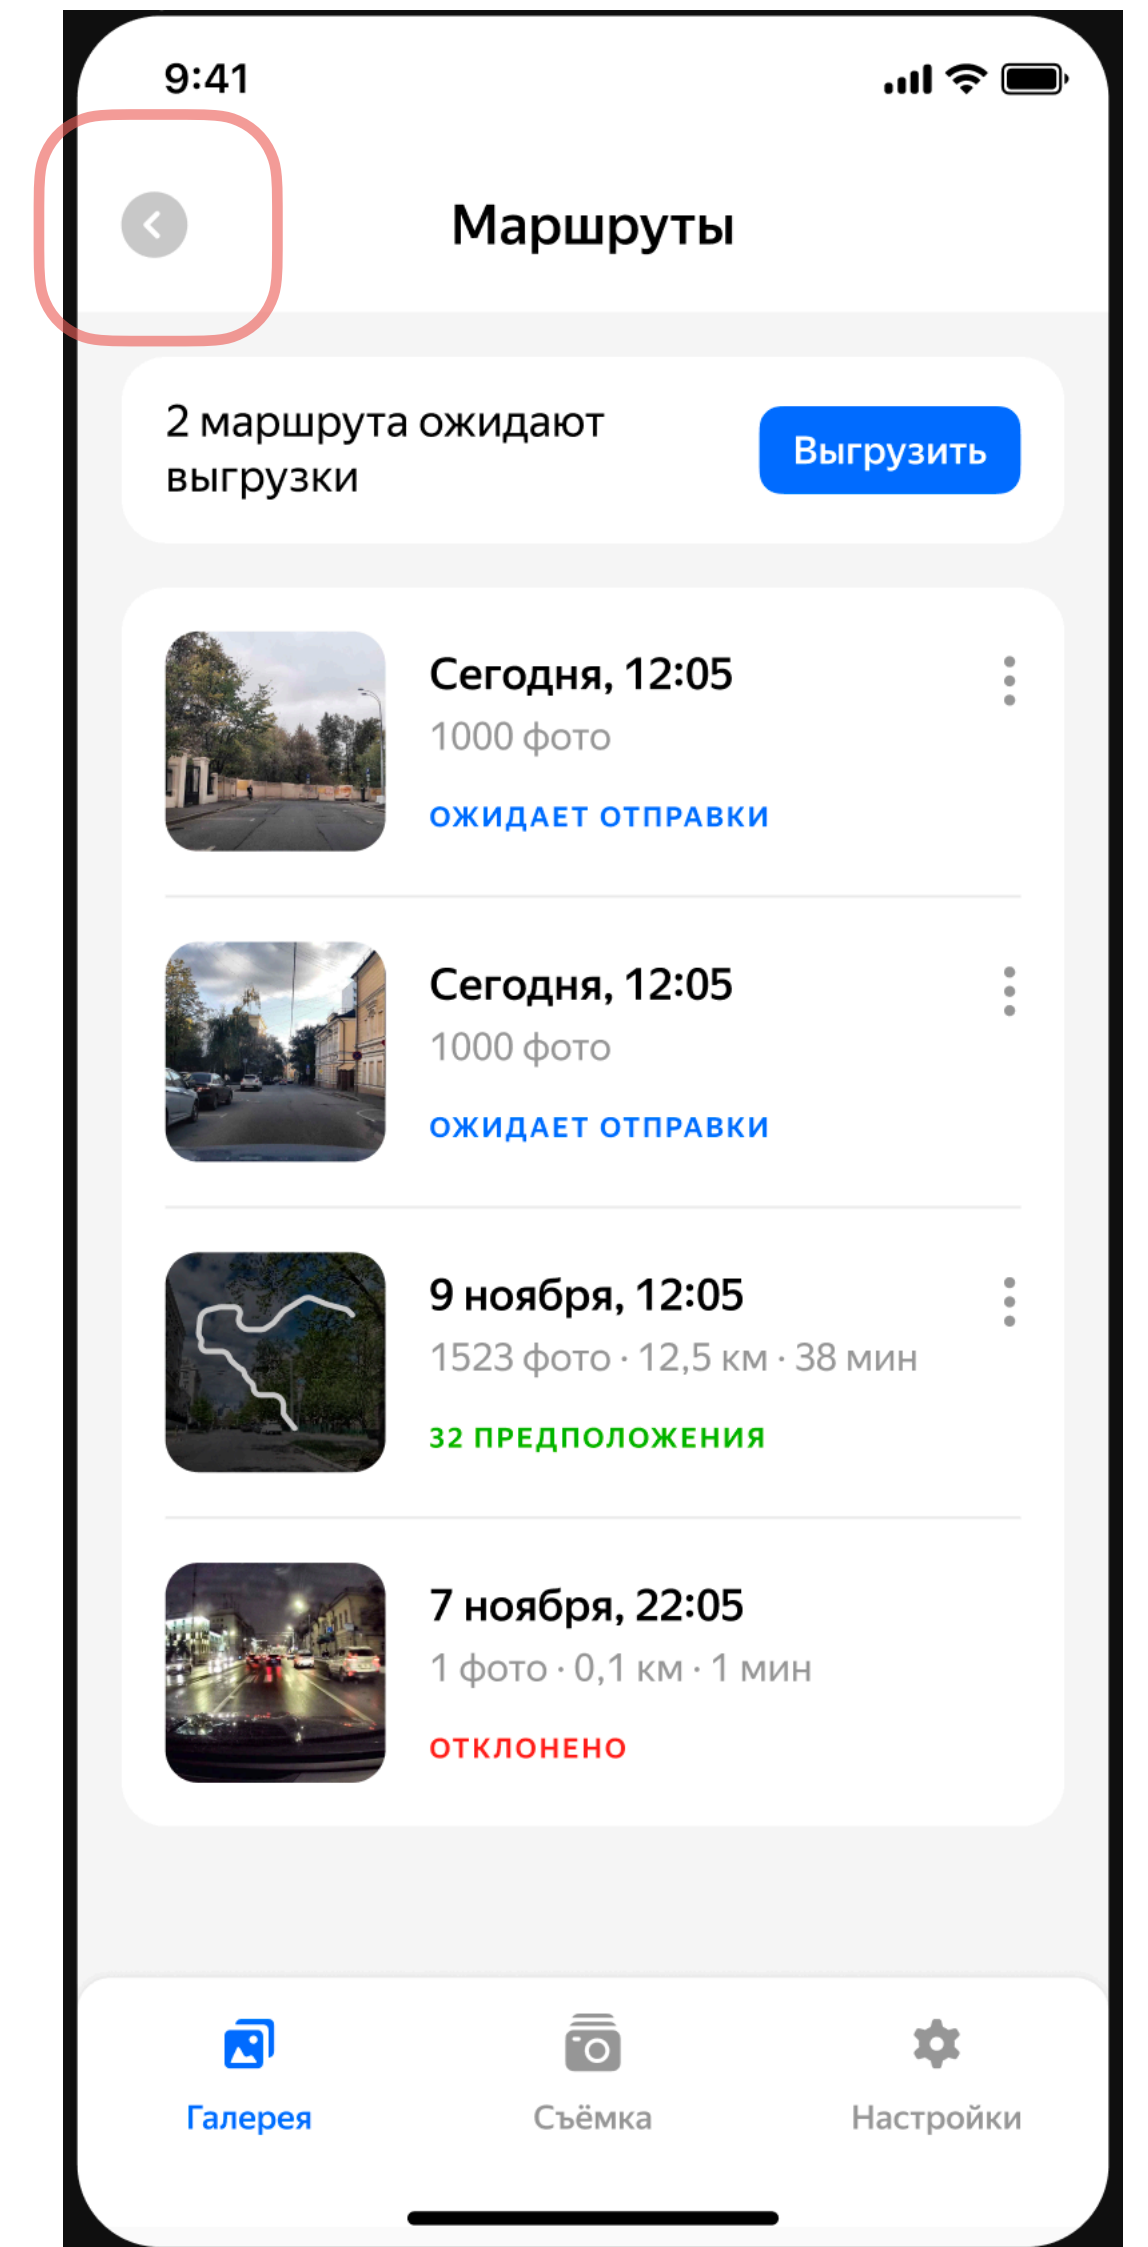 9:41
Маршруты
2 маршрута ожидают
выгрузки
Выгрузить
Сегодня, 12:05
1000 фото
ОЖИДАЕТ ОТПРАВКИ
Сегодня, 12:05
1000 фото
ОЖИДАЕТ ОТПРАВКИ
9 ноября, 12:05
1523 фото · 12,5 км · 38 мин
32 ПРЕДПОЛОЖЕНИЯ
7 ноября, 22:05
1 фото · 0,1 км · 1 мин
ОТКЛОНЕНО
Галерея
Съёмка
Настройки